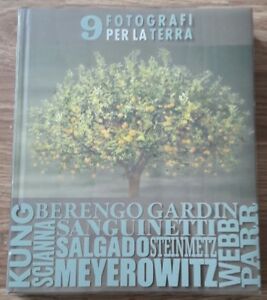 9 FOTOGRAFI
PER LA TERRA
KUNG
SCIANNA
BERENGO GARDIN
SANGUINETTI
SALGADO STEINMETZ
MEYEROWITZ
WEBB
PARR